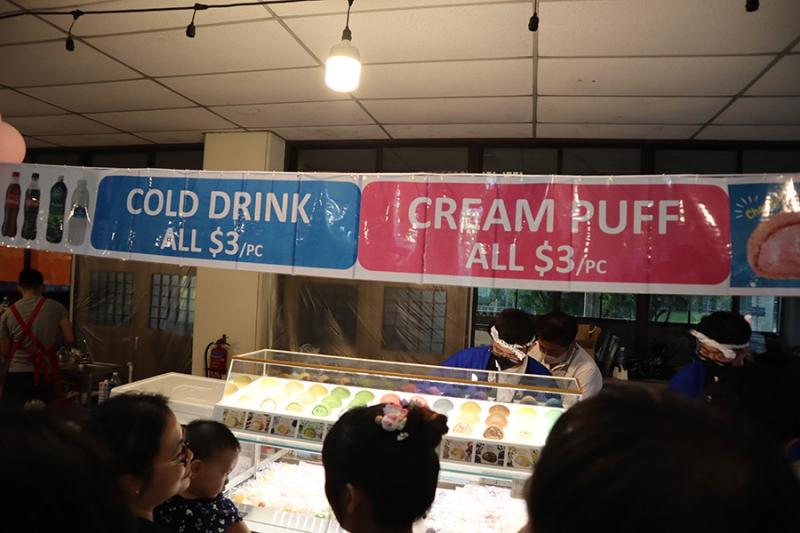 COLD DRINK
ALL $3/PC
CREAM PUFF
ALL $3/PC